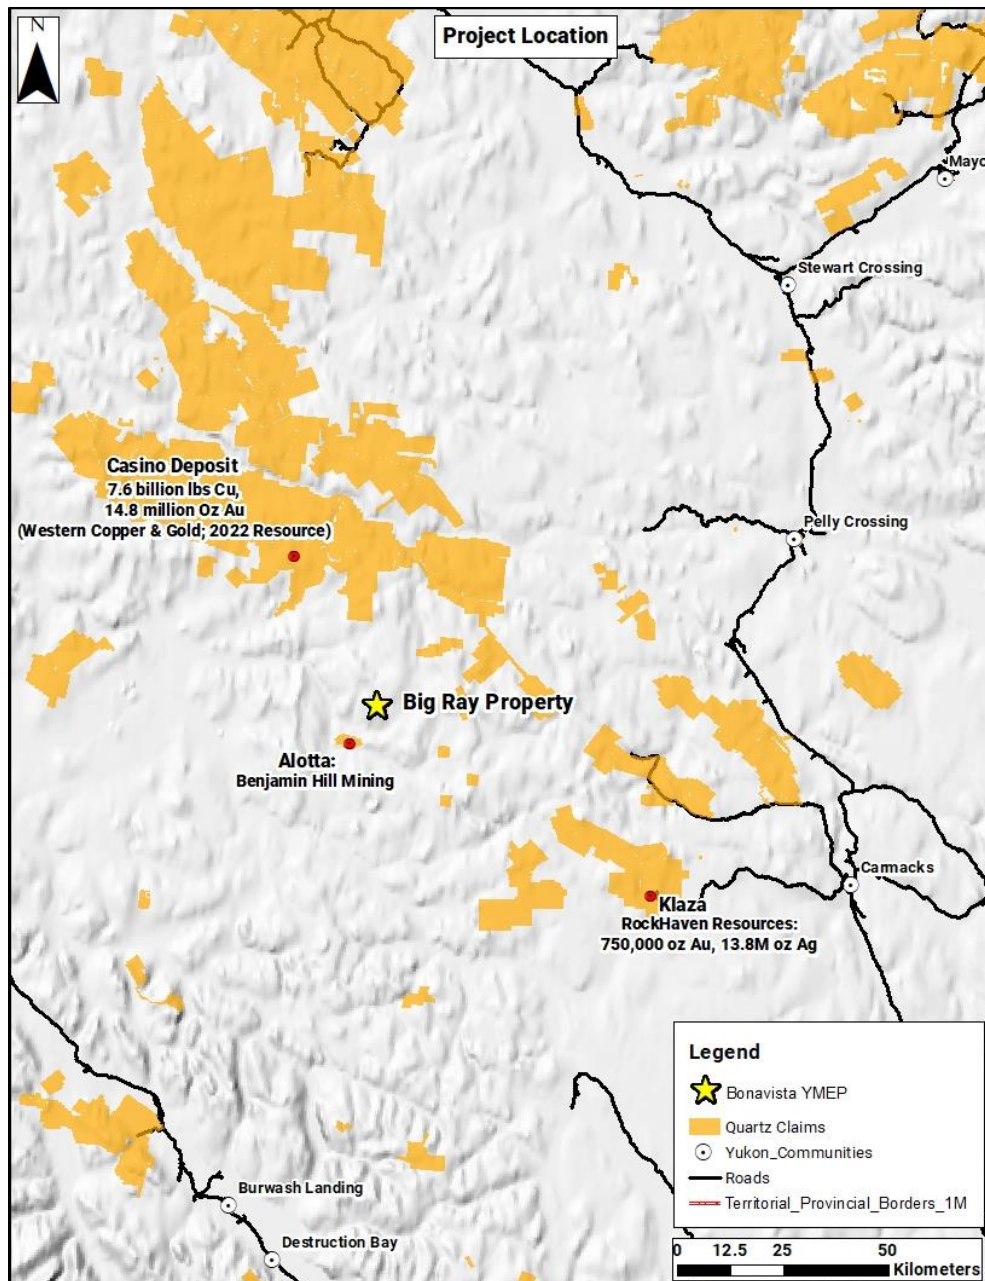 N
Project Location
Mayo
Stewart Crossing
Casino Deposit
7.6 billion lbs Cu,
14.8 million Oz Au
(Western Copper & Gold; 2022 Resource)
Pelly Crossing
Big Ray Property
Alotta:
Benjamin Hill Mining
Carmacks
Klaza
RockHaven Resources:
750,000 oz Au, 13.8M oz Ag
Legend
Bonavista YMEP
Quartz Claims
Yukon_Communities
Roads
Territorial_Provincial_Borders_1M
Burwash Landing
Destruction Bay
0 12.5 25 50
Kilometers